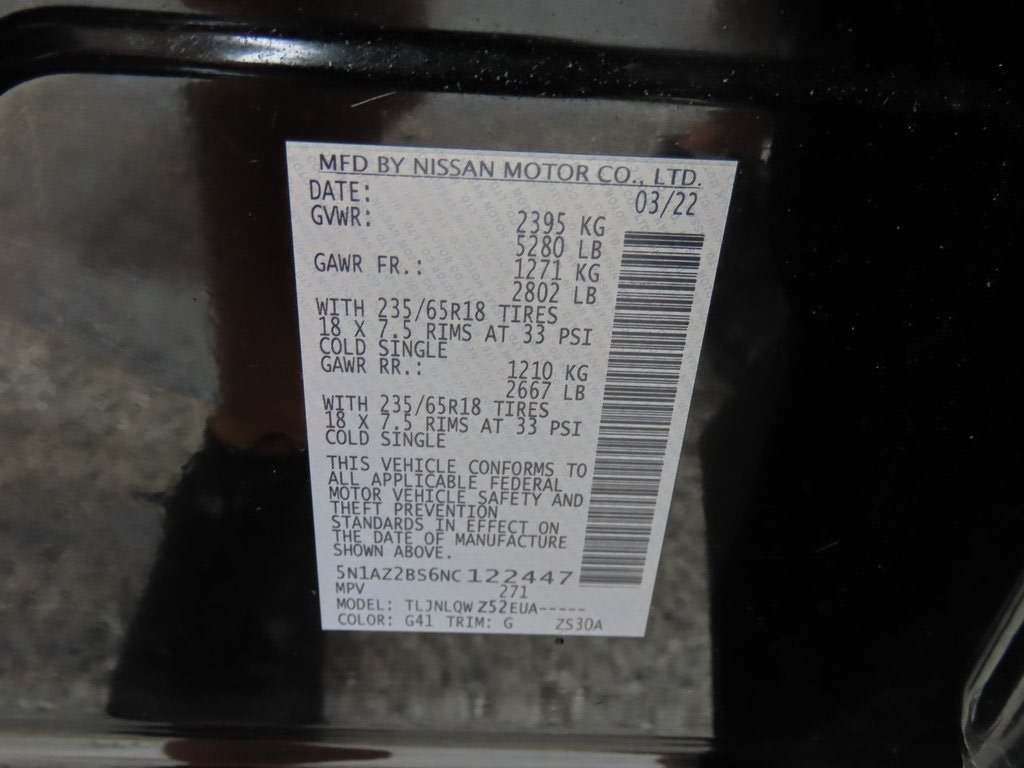 MFD BY NISSAN MOTOR CO., LTD.
DATE: 03/22
GVWR: 2395 KG
5280 LB
GAWR FR.: 1271 KG
2802 LB
WITH 235/65R18 TIRES
18 X 7.5 RIMS AT 33 PSI
COLD SINGLE
GAWR RR.: 1210 KG
2667 LB
WITH 235/65R18 TIRES
18 X 7.5 RIMS AT 33 PSI
COLD SINGLE
THIS VEHICLE CONFORMS TO
ALL APPLICABLE FEDERAL
MOTOR VEHICLE SAFETY AND
THEFT PREVENTION
STANDARDS IN EFFECT ON
THE DATE OF MANUFACTURE
SHOWN ABOVE.
5N1AZ2BS6NC122447
MPV 271
MODEL: TLJNLQW Z52EUA-----
COLOR: G41 TRIM: G ZS30A